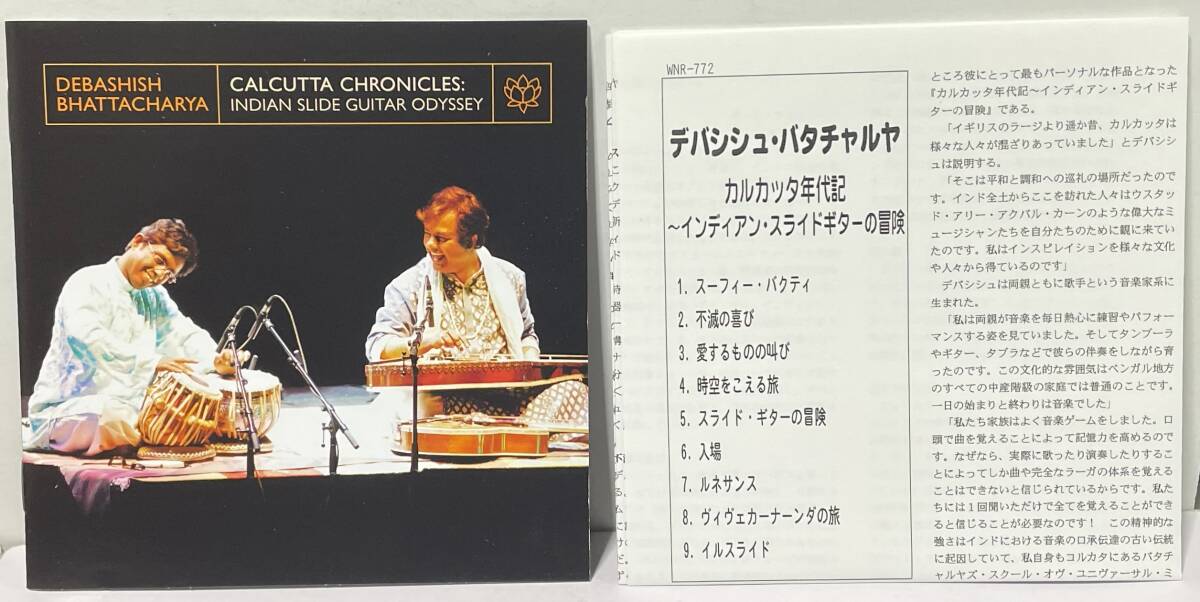 DEBASHISH
BHATTACHARYA
CALCUTTA CHRONICLES:
INDIAN SLIDE GUITAR ODYSSEY
WNR-772
デバシシュ・バタチャルヤ
カルカッタ年代記
～インディアン・スライドギターの冒険
1. スーフィー・バクティ
2. 不滅の喜び
3. 愛するものの叫び
4. 時空をこえる旅
5. スライド・ギターの冒険
6. 入場
7. ルネサンス
8. ヴィヴェカーナーンダの旅
9. イルスライド
ところ彼にとって最もパーソナルな作品となった
『カルカッタ年代記～インディアン・スライドギ
ターの冒険』である。
「イギリスのラージより遥か昔、カルカッタは
様々な人々が混ざりあっていました」とデバシシ
ュは説明する。
「そこは平和と調和への巡礼の場所だったので
す。インド全土からここを訪れた人々はウスタッ
ド・アリー・アクバル・カーンのような偉大なミ
ュージシャンたちを自分たちのために観に来てい
たのです。私はインスピレイションを様々な文化
や人々から得ているのです」
デバシシュは両親ともに歌手という音楽家系に
生まれた。
「私は両親が音楽を毎日熱心に練習やパフォー
マンスする姿を見ていました。そしてタンブーラ
やギター、タブラなどで彼らの伴奏をしながら育
ったのです。この文化的な雰囲気はベンガル地方
のすべての中産階級の家庭では普通のことです。
一日の始まりと終わりは音楽でした」
「私たち家族はよく音楽ゲームをしました。口
頭で曲を覚えることによって記憶力を高めるので
す。なぜなら、実際に歌ったり演奏したりするこ
とによってしか曲や完全なラーガの体系を覚える
ことはできないと信じられているからです。私た
ちには１回聞いただけで全てを覚えることができ
ると信じることが必要なのです！　この精神的な
強さはインドにおける音楽の口承伝達の古い伝統
に起因していて、私自身もコルカタにあるバタチ
ャルヤズ・スクール・オヴ・ユニヴァーサル・ミ